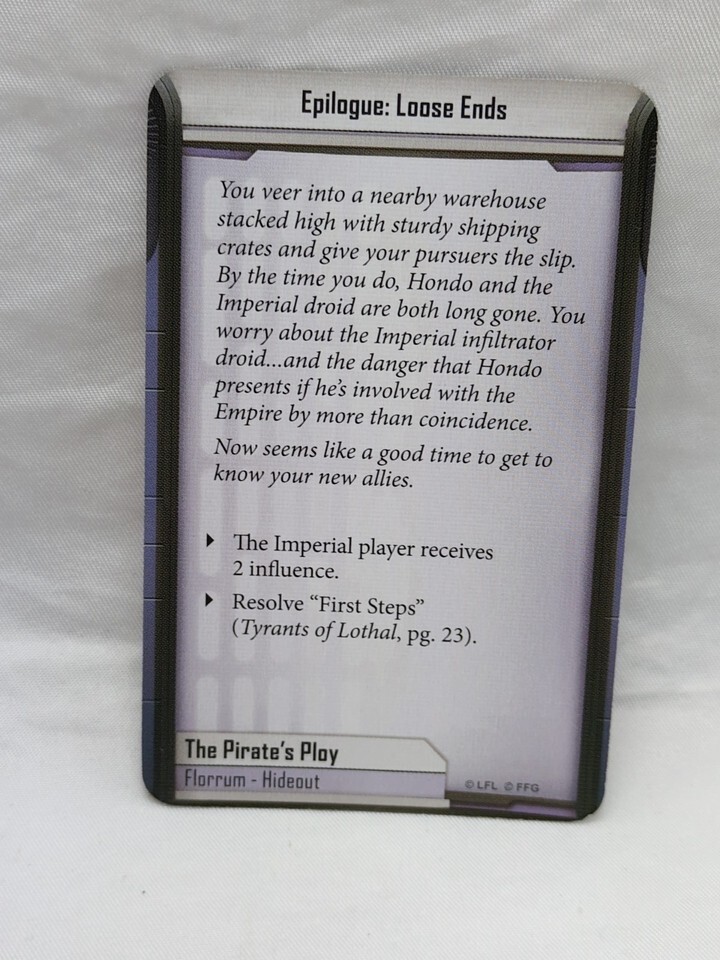 Epilogue: Loose Ends
You veer into a nearby warehouse
stacked high with sturdy shipping
crates and give your pursuers the slip.
By the time you do, Hondo and the
Imperial droid are both long gone. You
worry about the Imperial infiltrator
droid...and the danger that Hondo
presents if he's involved with the
Empire by more than coincidence.
Now seems like a good time to get to
know your new allies.
The Imperial player receives
2 influence.
Resolve “First Steps”
(Tyrants of Lothal, pg. 23).
The Pirate's Ploy
Florrum - Hideout
© LFL © FFG